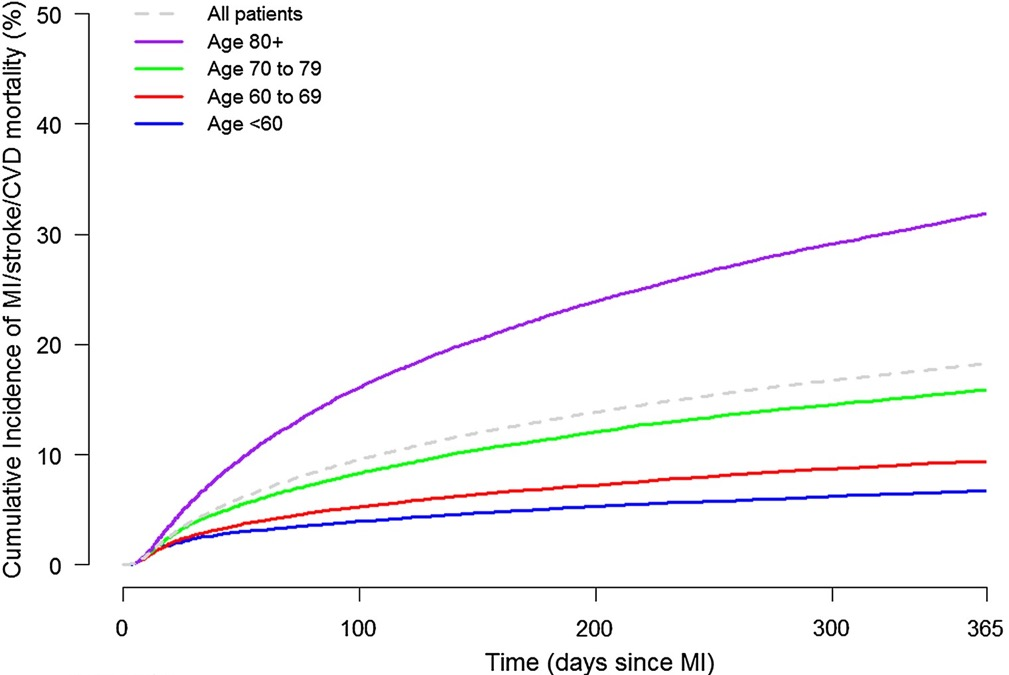 Cumulative Incidence of MI/stroke/CVD mortality (%)
50
40
30
20
10
0
All patients
Age 80+
Age 70 to 79
Age 60 to 69
Age <60
0 100 200 300 365
Time (days since MI)